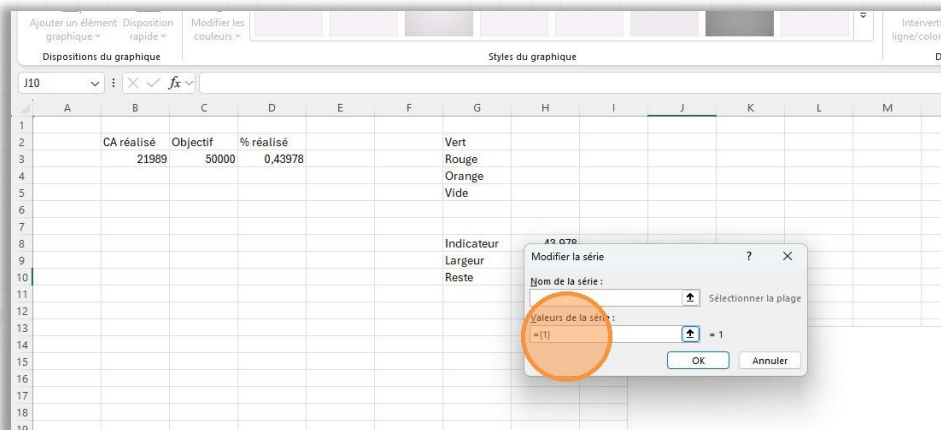 Ajouter un élément graphique
Disposition rapide
Modifier les couleurs
Interverti
ligne/color
Dispositions du graphique
Styles du graphique
D
J10
fx
A B C D E F G H I J K L M
1
2 CA réalisé Objectif % réalisé Vert
3 21989 50000 0,43978 Rouge
4 Orange
5 Vide
6
7
8 Indicateur 43,978
9 Largeur
10 Reste
11
12
13
14
15
16
17
18
19
Modifier la série ? X
Nom de la série :
Sélectionner la plage
Valeurs de la série :
={1} = 1
OK Annuler